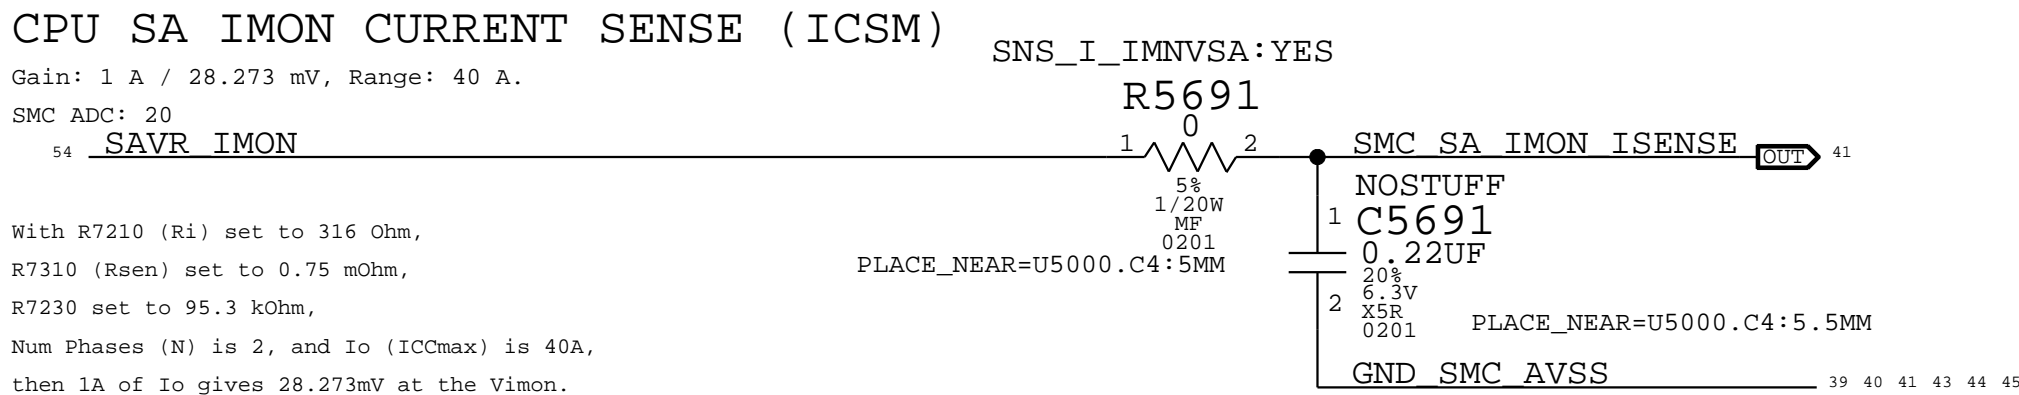 CPU SA IMON CURRENT SENSE (ICSM)
Gain: 1 A / 28.273 mV, Range: 40 A.
SMC ADC: 20
SNS_I_IMNVSA:YES
R5691
0
54 SAVR_IMON
1 2
SMC_SA_IMON_ISENSE OUT 41
5%
1/20W
MF
0201
PLACE_NEAR=U5000.C4:5MM
NOSTUFF
1 C5691
0.22UF
20%
6.3V
2 X5R
0201
PLACE_NEAR=U5000.C4:5.5MM
GND_SMC_AVSS 39 40 41 43 44 45
With R7210 (Ri) set to 316 Ohm,
R7310 (Rsen) set to 0.75 mOhm,
R7230 set to 95.3 kOhm,
Num Phases (N) is 2, and Io (ICCmax) is 40A,
then 1A of Io gives 28.273mV at the Vimon.